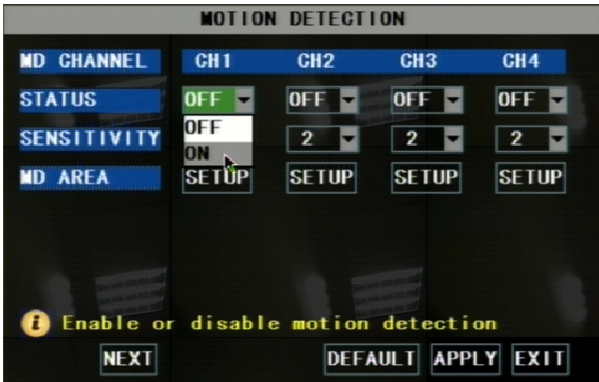 MOTION DETECTION
MD CHANNEL CH1 CH2 CH3 CH4
STATUS OFF OFF OFF OFF
OFF
SENSITIVITY 2 2 2
ON
MD AREA SETUP SETUP SETUP SETUP
i Enable or disable motion detection
NEXT DEFAULT APPLY EXIT